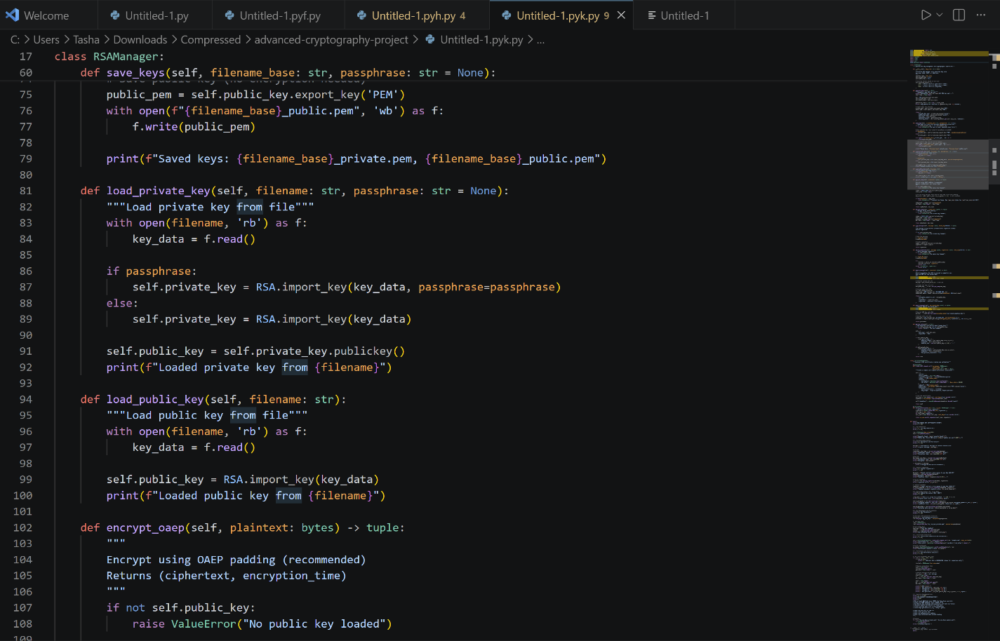 Welcome
Untitled-1.py
Untitled-1.pyf.py
Untitled-1.pyh.py 4
Untitled-1.pyk.py 9
Untitled-1
C: > Users > Tasha > Downloads > Compressed > advanced-cryptography-project > Untitled-1.pyk.py > ...
17 class RSAManager:
60     def save_keys(self, filename_base: str, passphrase: str = None):
75         public_pem = self.public_key.export_key('PEM')
76         with open(f"{filename_base}_public.pem", 'wb') as f:
77             f.write(public_pem)
78
79         print(f"Saved keys: {filename_base}_private.pem, {filename_base}_public.pem")
80
81     def load_private_key(self, filename: str, passphrase: str = None):
82         """Load private key from file"""
83         with open(filename, 'rb') as f:
84             key_data = f.read()
85
86         if passphrase:
87             self.private_key = RSA.import_key(key_data, passphrase=passphrase)
88         else:
89             self.private_key = RSA.import_key(key_data)
90
91         self.public_key = self.private_key.publickey()
92         print(f"Loaded private key from {filename}")
93
94     def load_public_key(self, filename: str):
95         """Load public key from file"""
96         with open(filename, 'rb') as f:
97             key_data = f.read()
98
99         self.public_key = RSA.import_key(key_data)
100         print(f"Loaded public key from {filename}")
101
102     def encrypt_oaep(self, plaintext: bytes) -> tuple:
103         """
104         Encrypt using OAEP padding (recommended)
105         Returns (ciphertext, encryption_time)
106         """
107         if not self.public_key:
108             raise ValueError("No public key loaded")
109